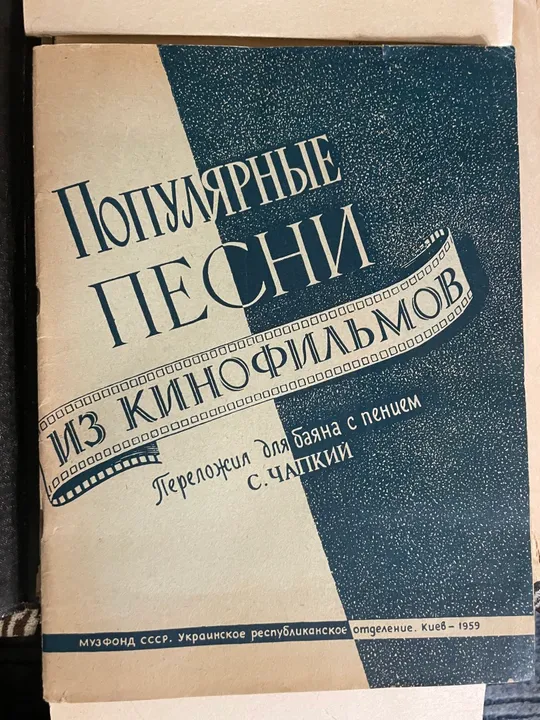 Популярные
ПЕСНИ
ИЗ КИНОФИЛЬМОВ
Переложил для баяна с пением
С. ЧАПКИЙ
МУЗФОНД СССР. Украинское республиканское отделение. Киев – 1959